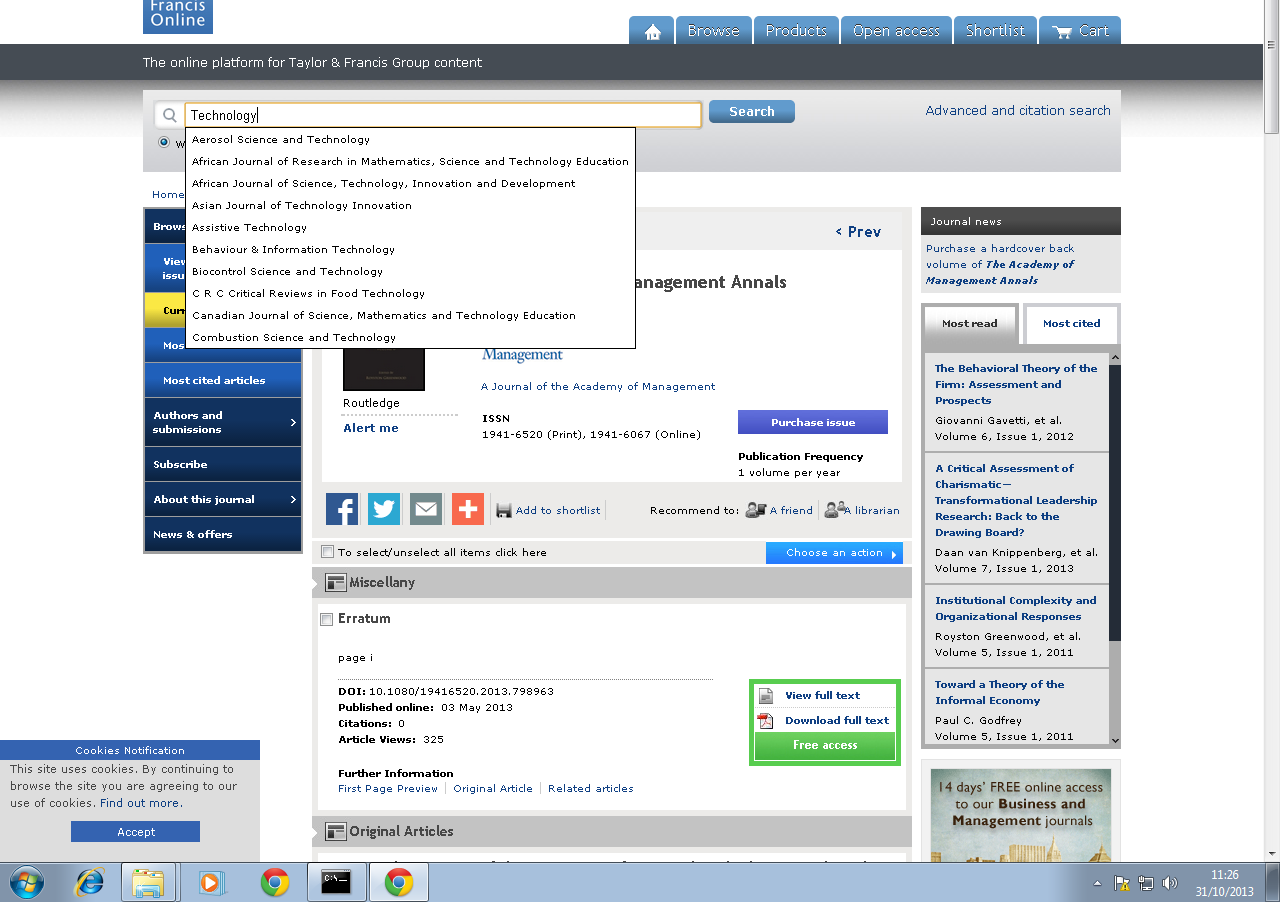 Francis
Online
Browse
Products
Open access
Shortlist
Cart
The online platform for Taylor & Francis Group content
Technology
Search
Advanced and citation search
Aerosol Science and Technology
African Journal of Research in Mathematics, Science and Technology Education
African Journal of Science, Technology, Innovation and Development
Asian Journal of Technology Innovation
Assistive Technology
Behaviour & Information Technology
Biocontrol Science and Technology
C R C Critical Reviews in Food Technology
Canadian Journal of Science, Mathematics and Technology Education
Combustion Science and Technology
Home
Most cited articles
Authors and
submissions
Subscribe
About this journal
News & offers
< Prev
Annals
Management
A Journal of the Academy of Management
Routledge
Alert me
ISSN
1941-6520 (Print), 1941-6067 (Online)
Purchase issue
Publication Frequency
1 volume per year
Add to shortlist
Recommend to:
A friend
A librarian
To select/unselect all items click here
Choose an action
Miscellany
Erratum
page i
DOI: 10.1080/19416520.2013.798963
Published online: 03 May 2013
Citations: 0
Article Views: 325
Further Information
First Page Preview
Original Article
Related articles
View full text
Download full text
Free access
Original Articles
Journal news
Purchase a hardcover back
volume of The Academy of
Management Annals
Most read
Most cited
The Behavioral Theory of the
Firm: Assessment and
Prospects
Giovanni Gavetti, et al.
Volume 6, Issue 1, 2012
A Critical Assessment of
Charismatic—
Transformational Leadership
Research: Back to the
Drawing Board?
Daan van Knippenberg, et al.
Volume 7, Issue 1, 2013
Institutional Complexity and
Organizational Responses
Royston Greenwood, et al.
Volume 5, Issue 1, 2011
Toward a Theory of the
Informal Economy
Paul C. Godfrey
Volume 5, Issue 1, 2011
14 days' FREE online access
to our Business and
Management journals
Cookies Notification
This site uses cookies. By continuing to
browse the site you are agreeing to our
use of cookies. Find out more.
Accept
11:26
31/10/2013